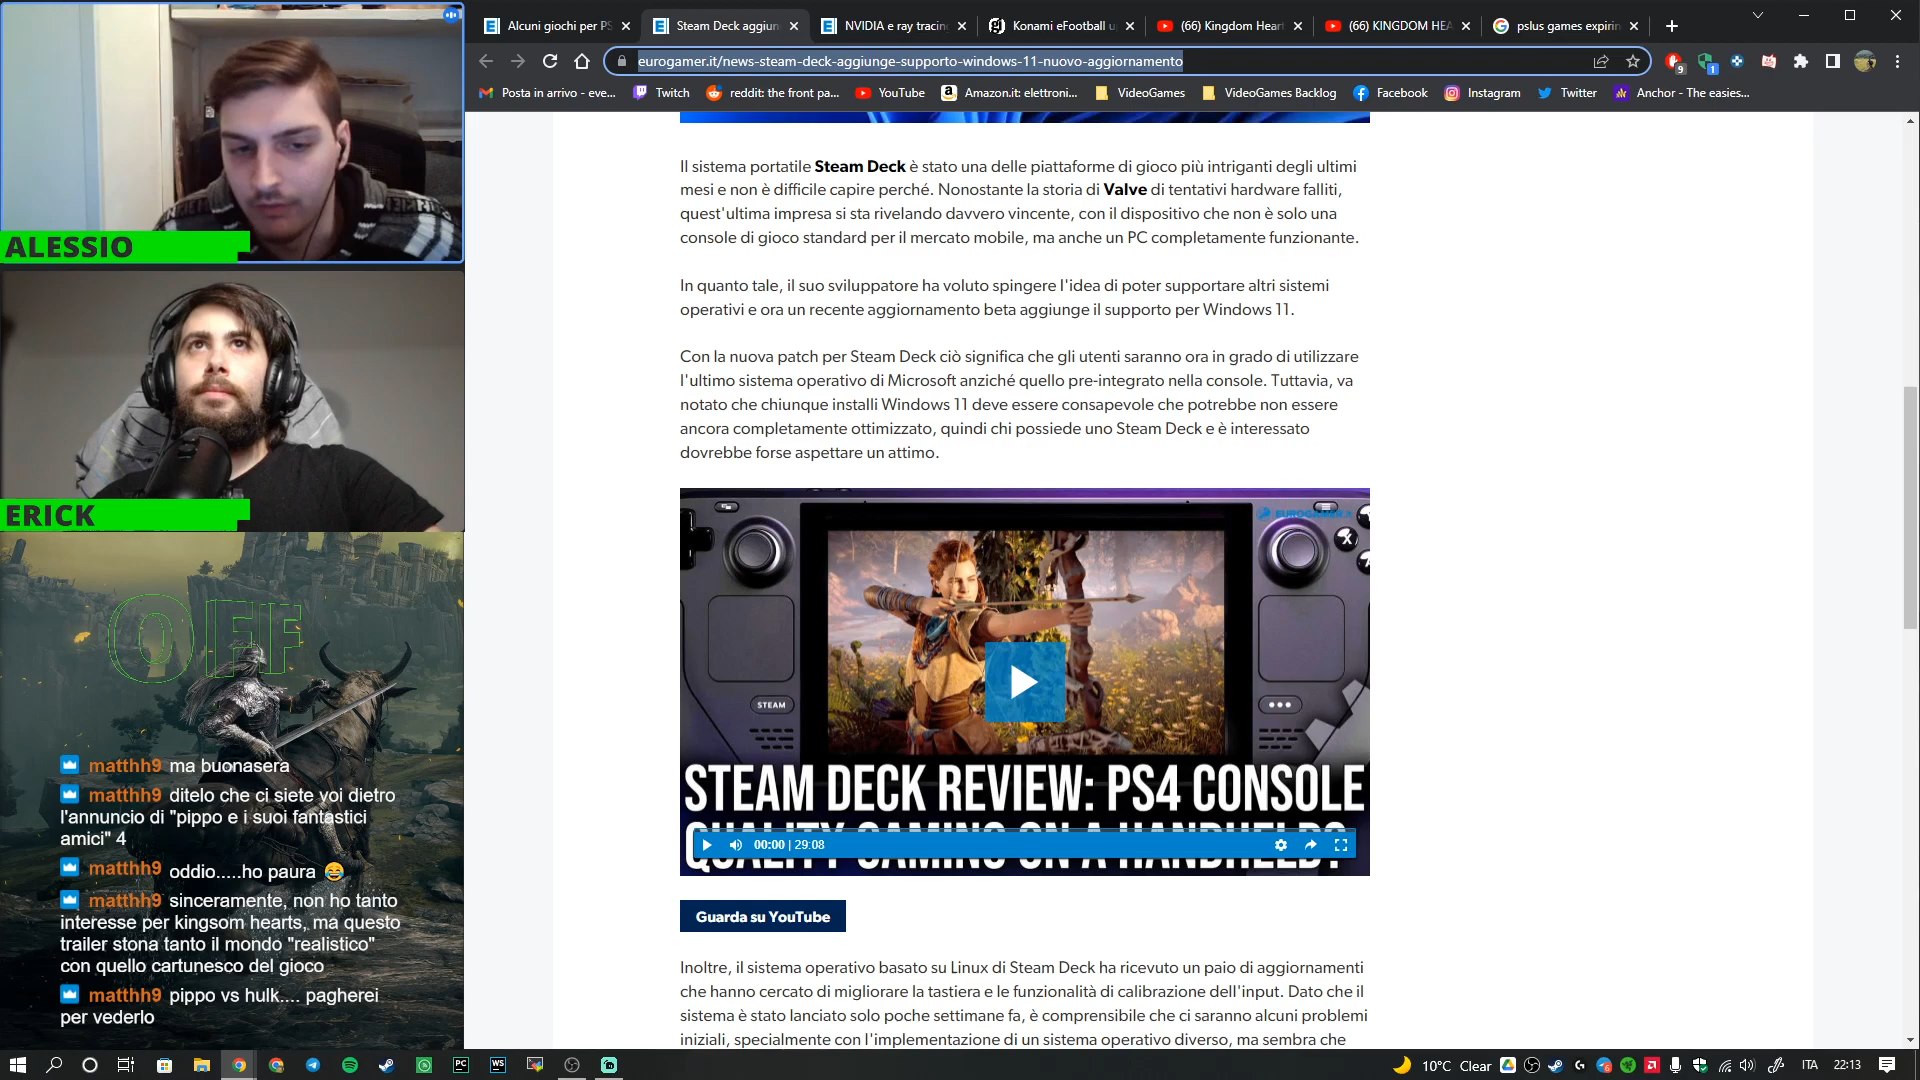 Alcuni giochi per PS
Steam Deck aggiun
NVIDIA e ray tracin
Konami eFootball u
(66) Kingdom Heart
(66) KINGDOM HEA
pslus games expirin
eurogamer.it/news-steam-deck-aggiunge-supporto-windows-11-nuovo-aggiornamento
9
1
Posta in arrivo - eve...
Twitch
reddit: the front pa...
YouTube
Amazon.it: elettroni...
VideoGames
VideoGames Backlog
Facebook
Instagram
Twitter
Anchor - The easies...
ALESSIO
ERICK
OFF
matthh9 ma buonasera
matthh9 ditelo che ci siete voi dietro
l'annuncio di "pippo e i suoi fantastici
amici" 4
matthh9 oddio.....ho paura 😂
matthh9 sinceramente, non ho tanto
interesse per kingsom hearts, ma questo
trailer stona tanto il mondo "realistico"
con quello cartunesco del gioco
matthh9 pippo vs hulk.... pagherei
per vederlo
Il sistema portatile Steam Deck è stato una delle piattaforme di gioco più intriganti degli ultimi
mesi e non è difficile capire perché. Nonostante la storia di Valve di tentativi hardware falliti,
quest'ultima impresa si sta rivelando davvero vincente, con il dispositivo che non è solo una
console di gioco standard per il mercato mobile, ma anche un PC completamente funzionante.
In quanto tale, il suo sviluppatore ha voluto spingere l'idea di poter supportare altri sistemi
operativi e ora un recente aggiornamento beta aggiunge il supporto per Windows 11.
Con la nuova patch per Steam Deck ciò significa che gli utenti saranno ora in grado di utilizzare
l'ultimo sistema operativo di Microsoft anziché quello pre-integrato nella console. Tuttavia, va
notato che chiunque installi Windows 11 deve essere consapevole che potrebbe non essere
ancora completamente ottimizzato, quindi chi possiede uno Steam Deck e è interessato
dovrebbe forse aspettare un attimo.
EUROGAMER
X
STEAM
STEAM DECK REVIEW: PS4 CONSOLE
QUALITY GAMING ON A HANDHELD?
00:00 | 29:08
Guarda su YouTube
Inoltre, il sistema operativo basato su Linux di Steam Deck ha ricevuto un paio di aggiornamenti
che hanno cercato di migliorare la tastiera e le funzionalità di calibrazione dell'input. Dato che il
sistema è stato lanciato solo poche settimane fa, è comprensibile che ci saranno alcuni problemi
iniziali, specialmente con l'implementazione di un sistema operativo diverso, ma sembra che
PC
WS
10°C Clear
ITA
22:13